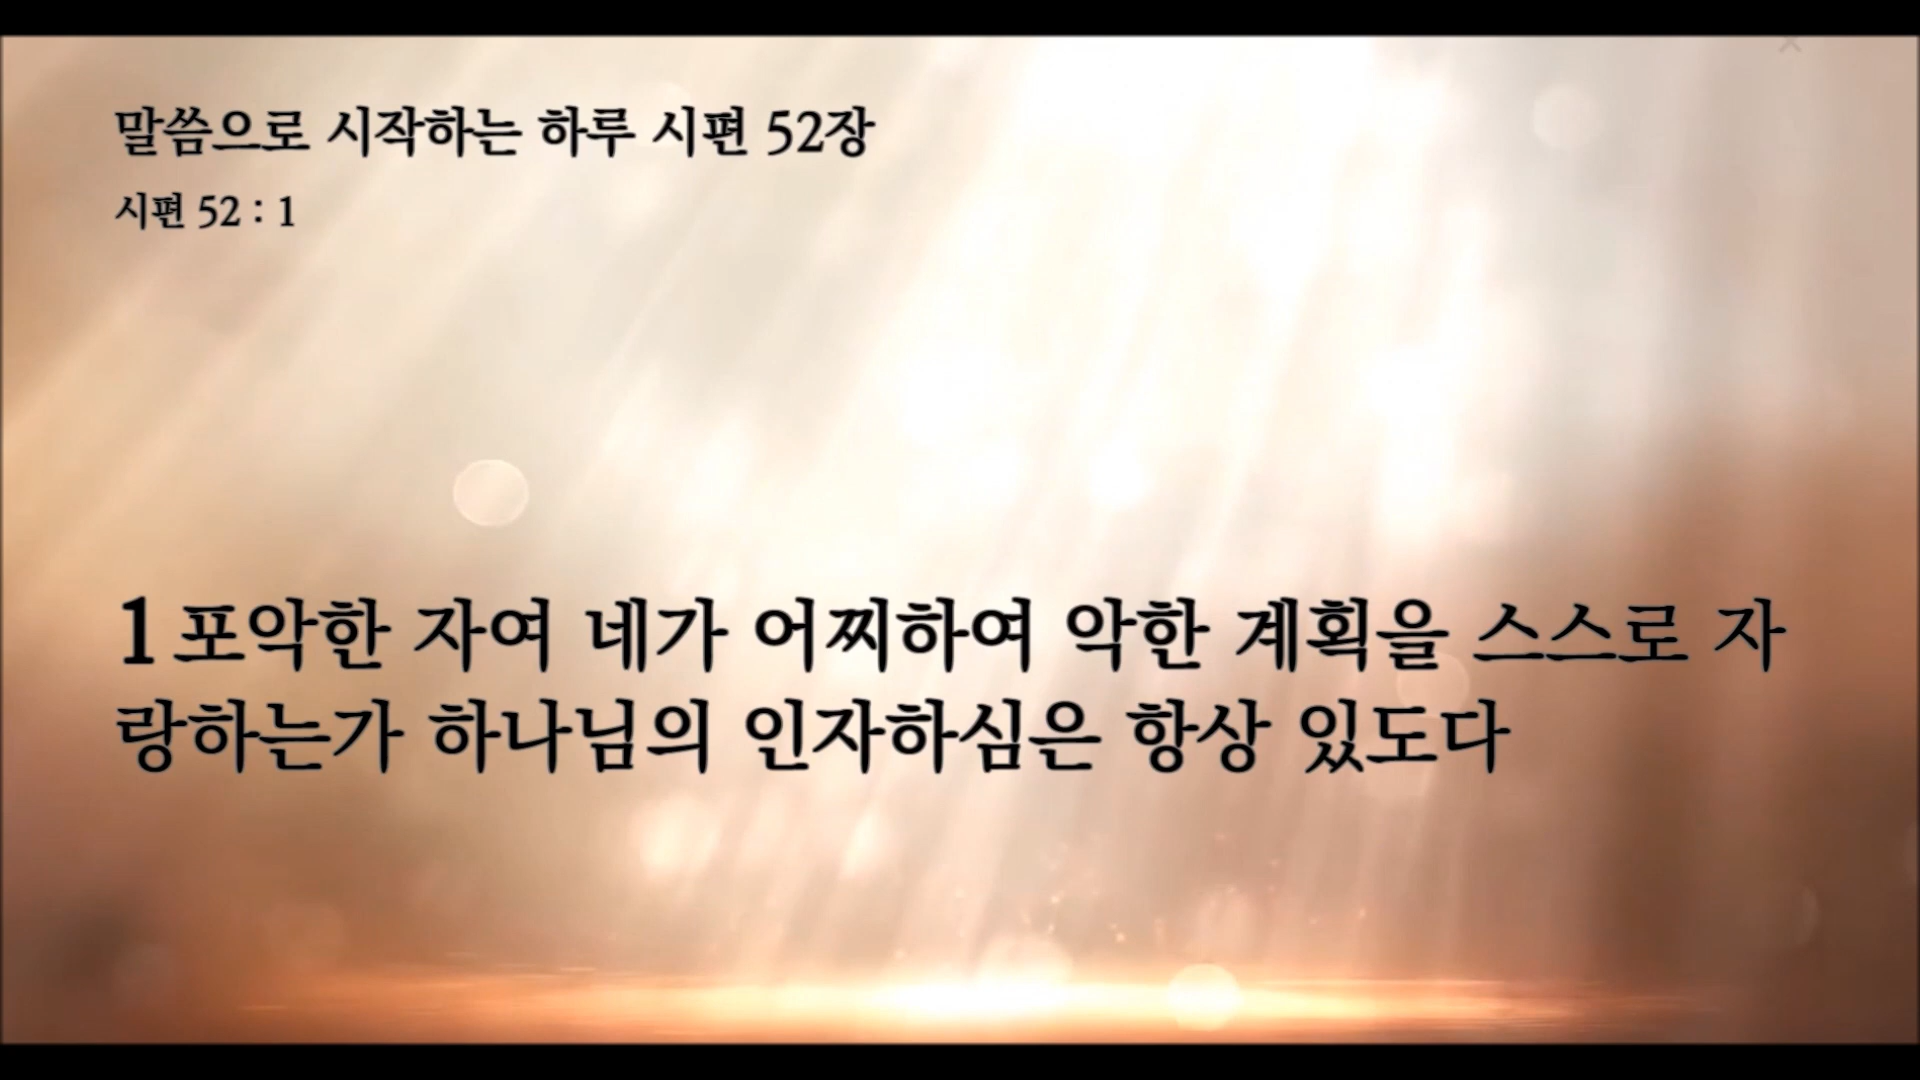 말씀으로 시작하는 하루 시편 52장
시편 52 : 1
1 포악한 자여 네가 어찌하여 악한 계획을 스스로 자
랑하는가 하나님의 인자하심은 항상 있도다